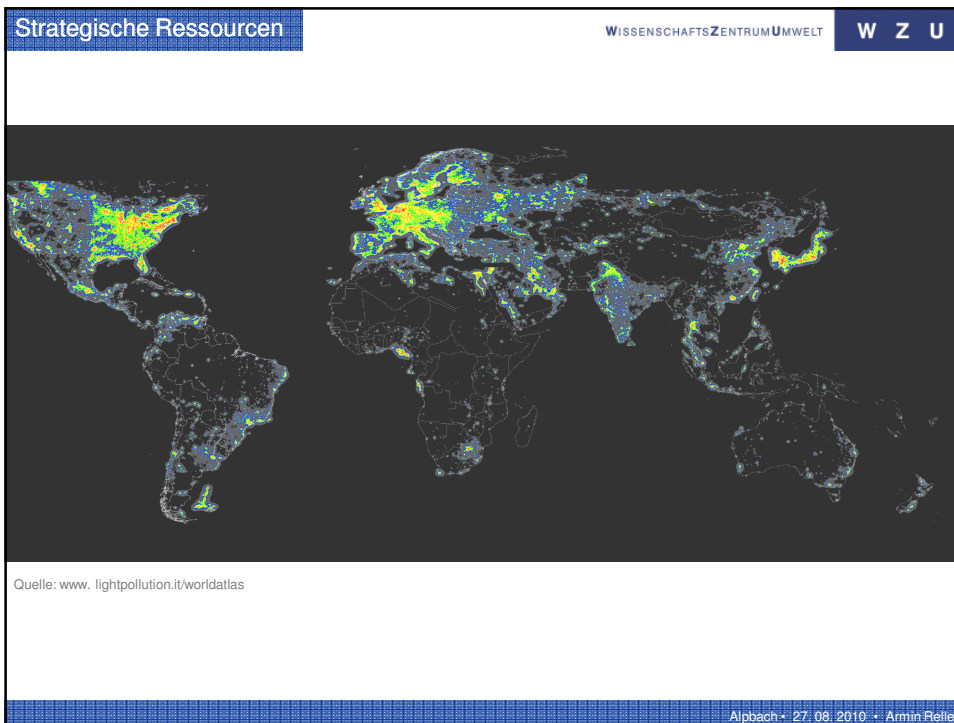 Strategische Ressourcen
WISSENSCHAFTSZENTRUMUMWELT
W Z U
Quelle: www. lightpollution.it/worldatlas
Alpbach • 27. 08. 2010 • Armin Relle